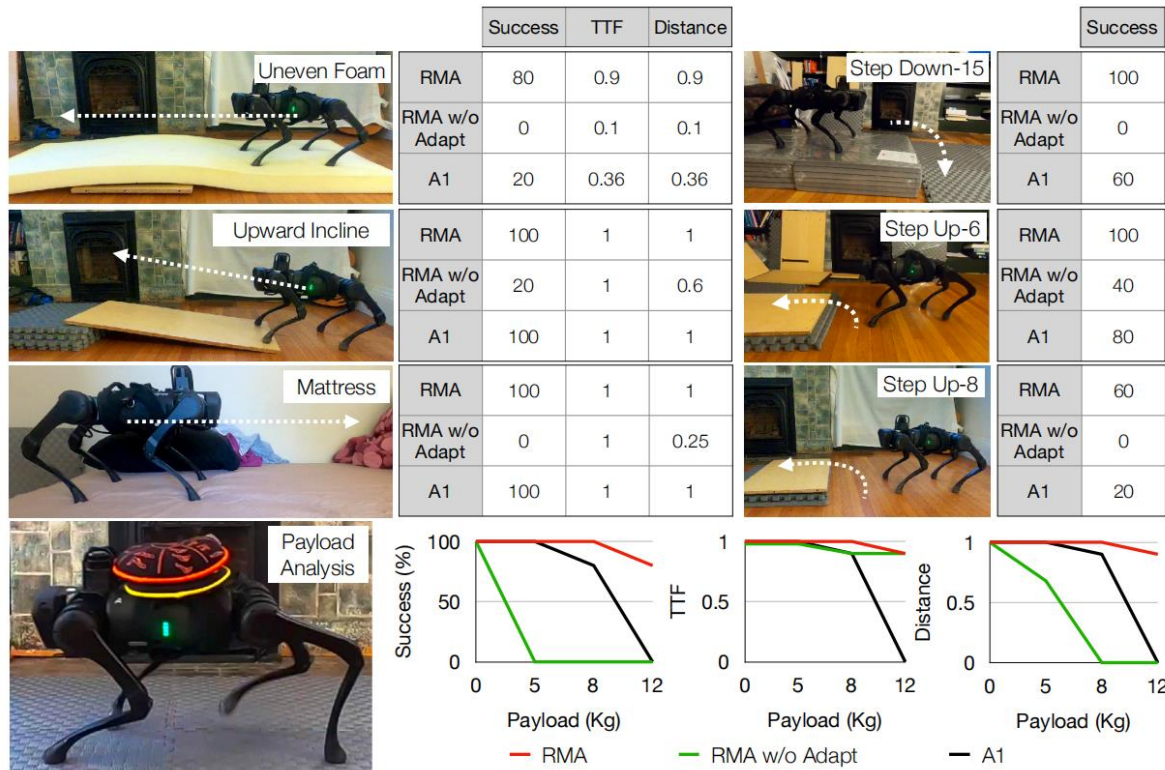 Success TTF Distance
Success
Uneven Foam
RMA 80 0.9 0.9
RMA w/o
Adapt 0 0.1 0.1
A1 20 0.36 0.36
Step Down-15
RMA 100
RMA w/o
Adapt 0
A1 60
Upward Incline
RMA 100 1 1
RMA w/o
Adapt 20 1 0.6
A1 100 1 1
Step Up-6
RMA 100
RMA w/o
Adapt 40
A1 80
Mattress
RMA 100 1 1
RMA w/o
Adapt 0 1 0.25
A1 100 1 1
Step Up-8
RMA 60
RMA w/o
Adapt 0
A1 20
Payload
Analysis
Success (%)
100
50
0
0 5 8 12
Payload (Kg)
TTF
1
0.5
0
0 5 8 12
Payload (Kg)
Distance
1
0.5
0
0 5 8 12
Payload (Kg)
RMA RMA w/o Adapt A1